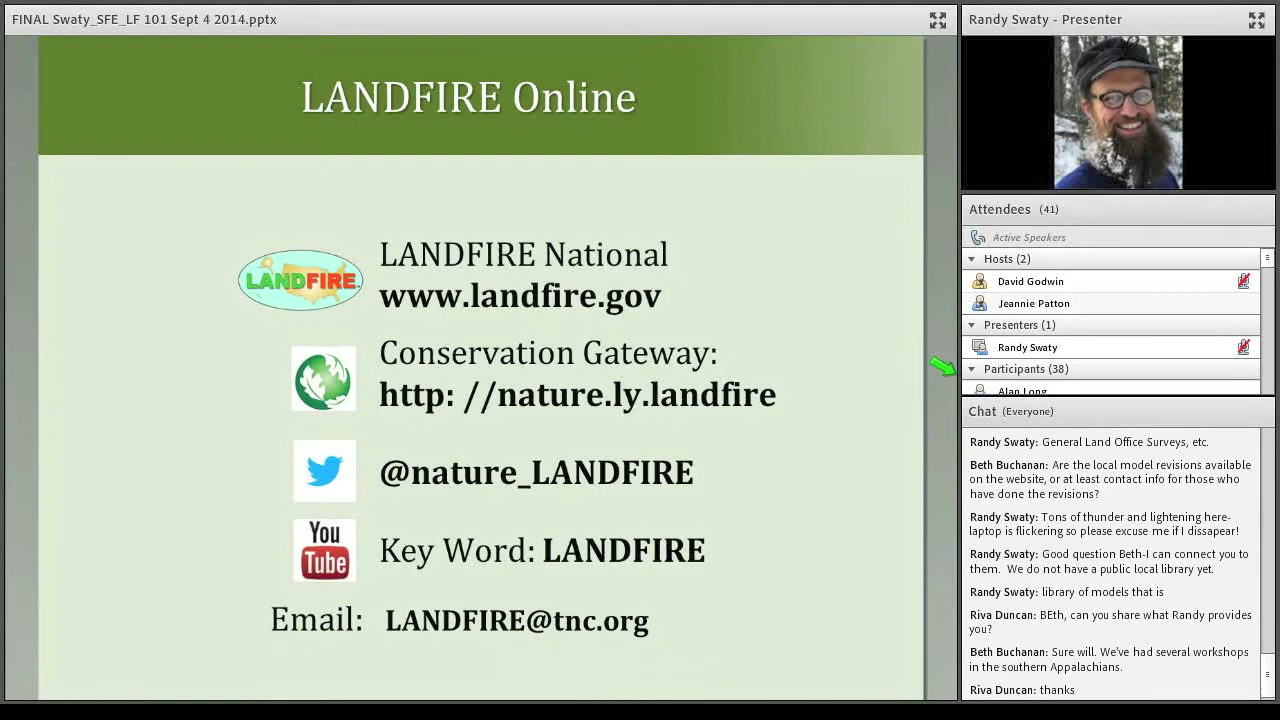 FINAL Swaty_SFE_LF 101 Sept 4 2014.pptx
LANDFIRE Online
LANDFIRE
LANDFIRE National
www.landfire.gov
Conservation Gateway:
http: //nature.ly.landfire
@nature_LANDFIRE
You
Tube
Key Word: LANDFIRE
Email: LANDFIRE@tnc.org
Randy Swaty - Presenter
Attendees (41)
Active Speakers
Hosts (2)
David Godwin
Jeannie Patton
Presenters (1)
Randy Swaty
Participants (38)
Alan Long
Chat (Everyone)
Randy Swaty: General Land Office Surveys, etc.
Beth Buchanan: Are the local model revisions available
on the website, or at least contact info for those who
have done the revisions?
Randy Swaty: Tons of thunder and lightening here-
laptop is flickering so please excuse me if I dissapear!
Randy Swaty: Good question Beth-I can connect you to
them. We do not have a public local library yet.
Randy Swaty: library of models that is
Riva Duncan: BEth, can you share what Randy provides
you?
Beth Buchanan: Sure will. We've had several workshops
in the southern Appalachians.
Riva Duncan: thanks